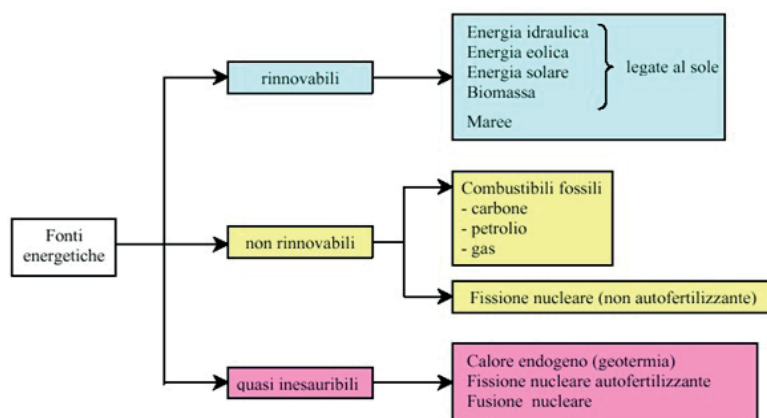 Fonti
energetiche
rinnovabili
Energia idraulica
Energia eolica
Energia solare
Biomassa
legate al sole
Maree
non rinnovabili
Combustibili fossili
- carbone
- petrolio
- gas
Fissione nucleare (non autofertilizzante)
quasi inesauribili
Calore endogeno (geotermia)
Fissione nucleare autofertilizzante
Fusione nucleare